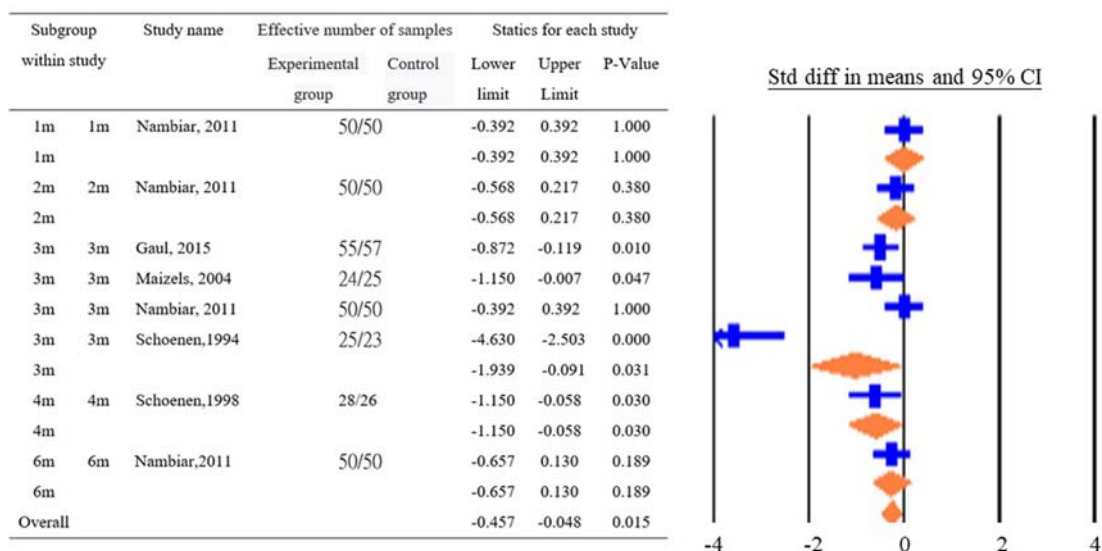 Subgroup Study name Effective number of samples Statics for each study
within study Experimental Control Lower Upper P-Value
group group limit Limit
Std diff in means and 95% CI
1m 1m Nambiar, 2011 50/50 -0.392 0.392 1.000
1m -0.392 0.392 1.000
2m 2m Nambiar, 2011 50/50 -0.568 0.217 0.380
2m -0.568 0.217 0.380
3m 3m Gaul, 2015 55/57 -0.872 -0.119 0.010
3m 3m Maizels, 2004 24/25 -1.150 -0.007 0.047
3m 3m Nambiar, 2011 50/50 -0.392 0.392 1.000
3m 3m Schoenen,1994 25/23 -4.630 -2.503 0.000
3m -1.939 -0.091 0.031
4m 4m Schoenen,1998 28/26 -1.150 -0.058 0.030
4m -1.150 -0.058 0.030
6m 6m Nambiar,2011 50/50 -0.657 0.130 0.189
6m -0.657 0.130 0.189
Overall -0.457 -0.048 0.015
-4 -2 0 2 4